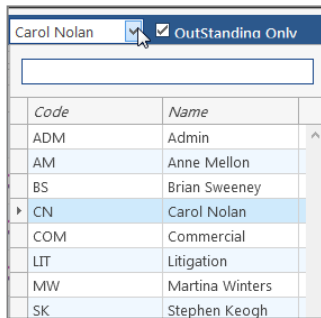 Carol Nolan OutStanding Only
Code Name
ADM Admin
AM Anne Mellon
BS Brian Sweeney
CN Carol Nolan
COM Commercial
LIT Litigation
MW Martina Winters
SK Stephen Keogh